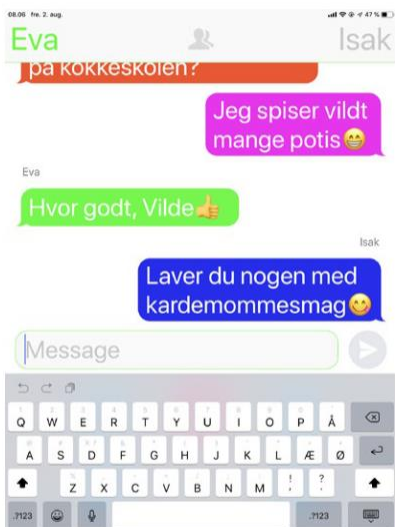 08.06 fre. 2. aug.
47 %
Eva
Isak
på kokkeskolen?
Jeg spiser vildt
mange potis😁
Eva
Hvor godt, Vilde👍
Isak
Laver du nogen med
kardemommesmag😋
Message
Q W E R T Y U I O P Å
A S D F G H J K L Æ Ø
Z X C V B N M ! , ? .
.?123
.?123